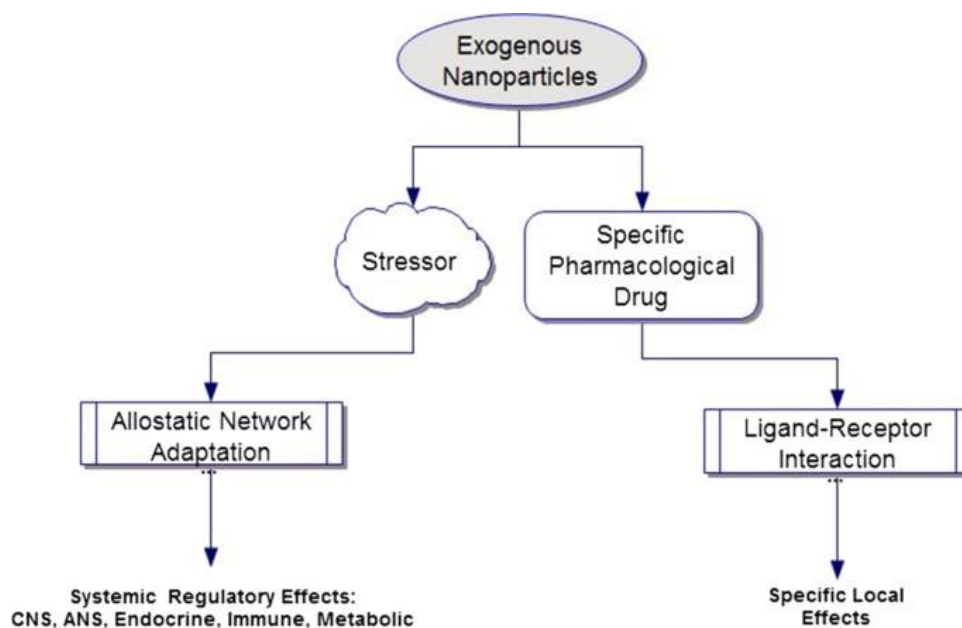 Exogenous
Nanoparticles
Stressor
Specific
Pharmacological
Drug
Allostatic Network
Adaptation
Ligand-Receptor
Interaction
Systemic Regulatory Effects:
CNS, ANS, Endocrine, Immune, Metabolic
Specific Local
Effects